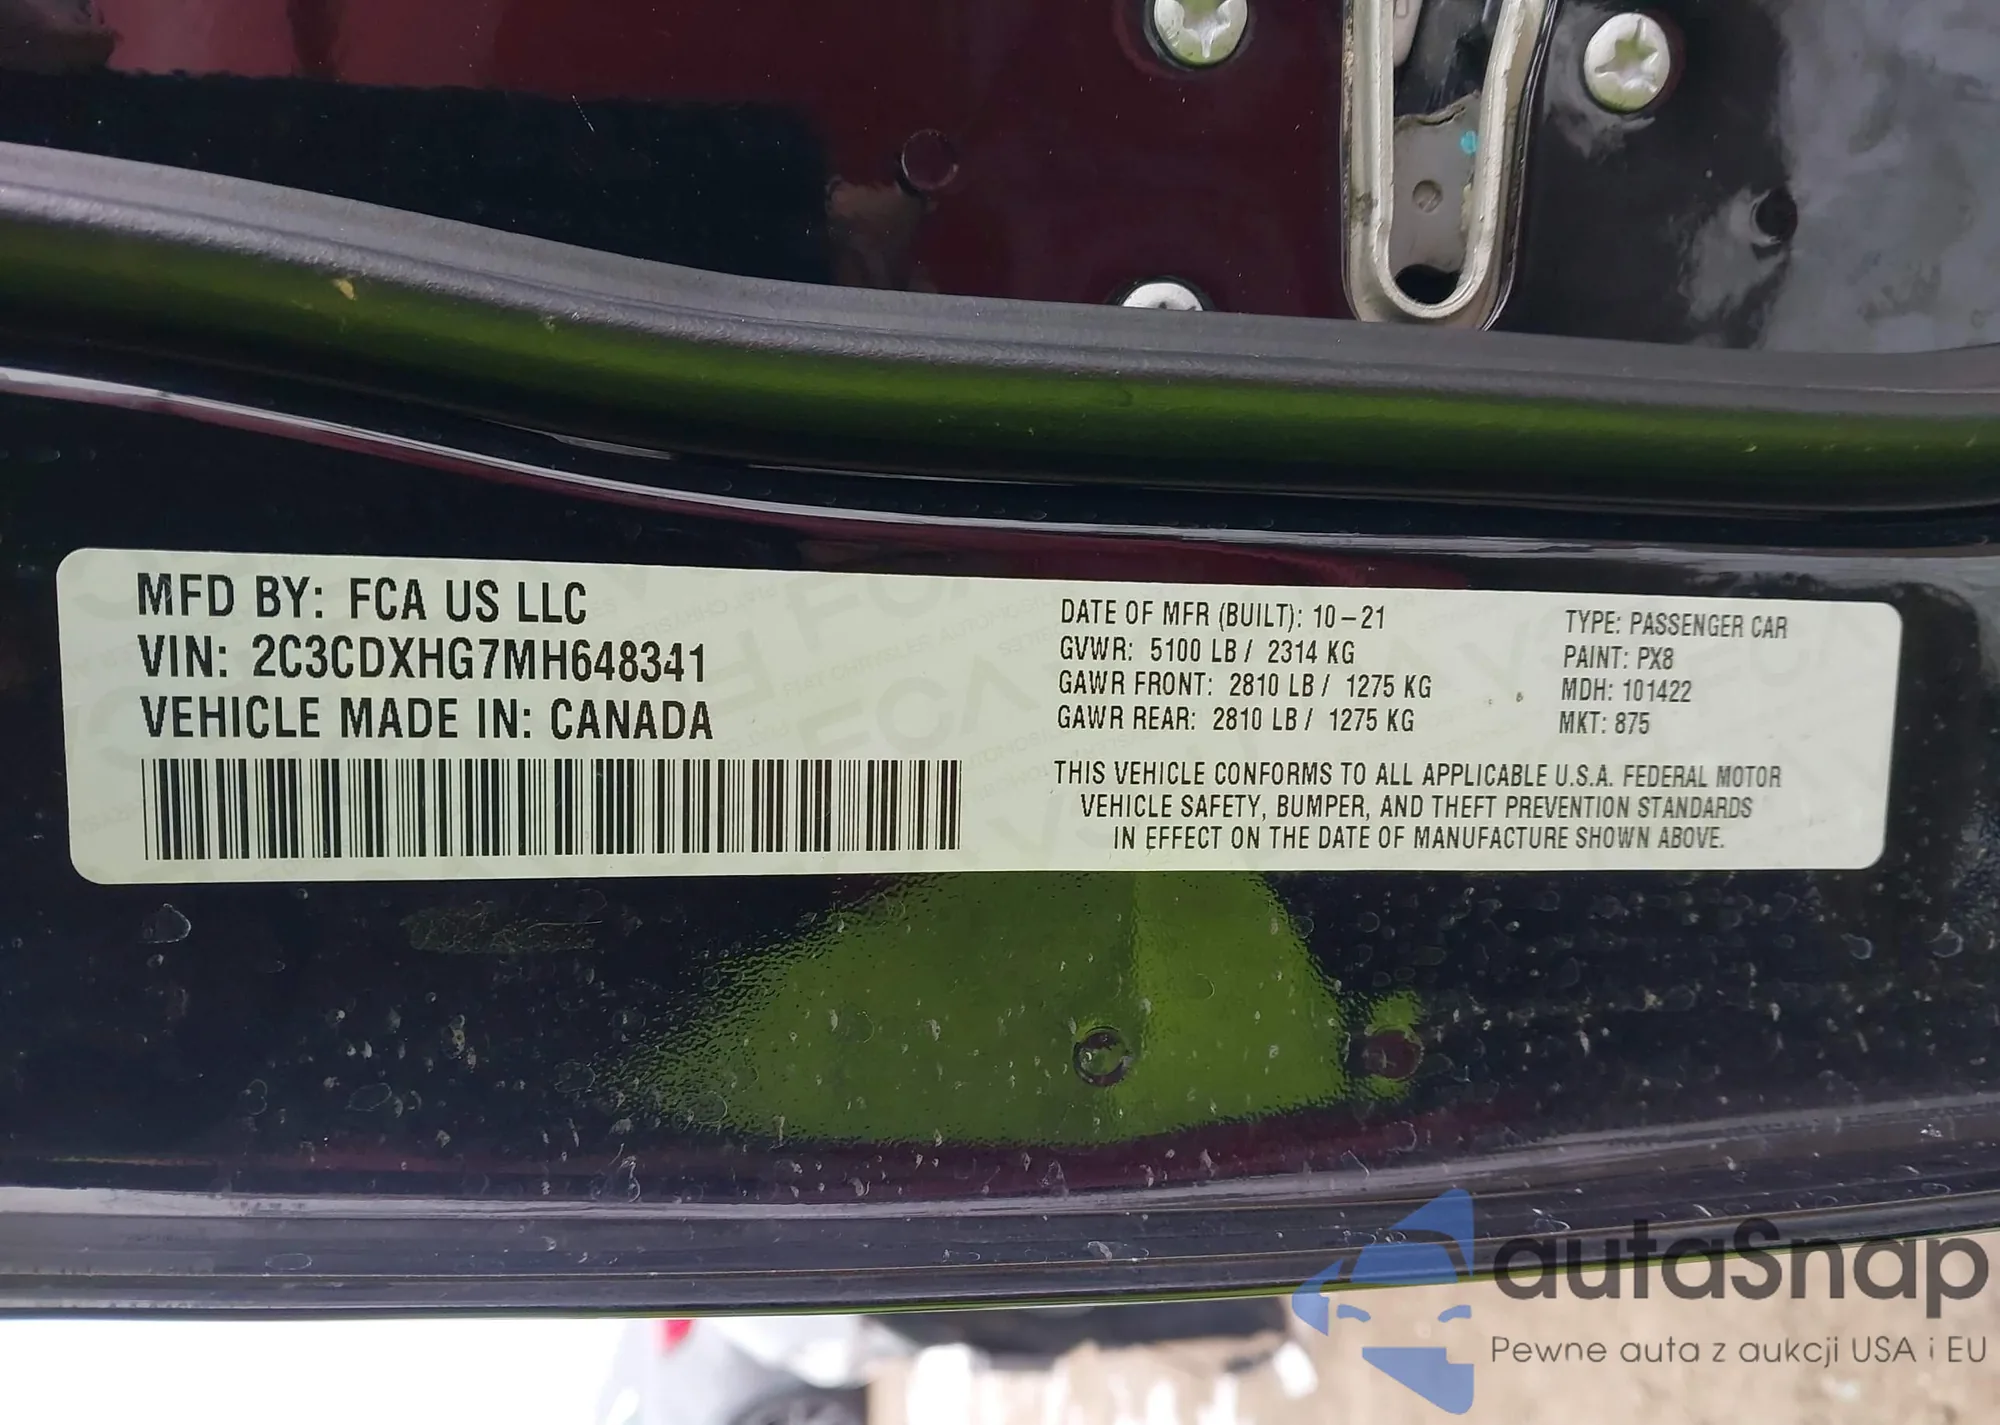 MFD BY: FCA US LLC
VIN: 2C3CDXHG7MH648341
VEHICLE MADE IN: CANADA
DATE OF MFR (BUILT): 10-21
GVWR: 5100 LB / 2314 KG
GAWR FRONT: 2810 LB / 1275 KG
GAWR REAR: 2810 LB / 1275 KG
TYPE: PASSENGER CAR
PAINT: PX8
MDH: 101422
MKT: 875
THIS VEHICLE CONFORMS TO ALL APPLICABLE U.S.A. FEDERAL MOTOR
VEHICLE SAFETY, BUMPER, AND THEFT PREVENTION STANDARDS
IN EFFECT ON THE DATE OF MANUFACTURE SHOWN ABOVE.
autaSnap
Pewne auta z aukcji USA i EU